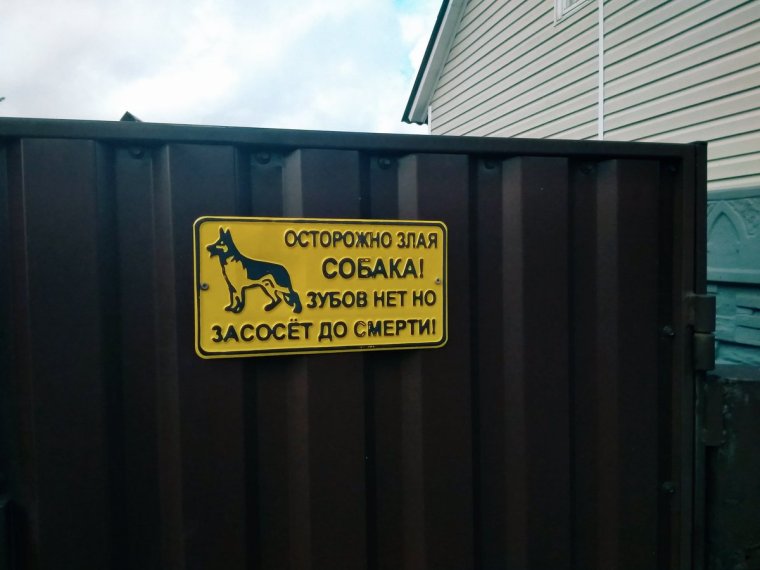 ОСТОРОЖНО ЗЛАЯ
СОБАКА!
ЗУБОВ НЕТ НО
ЗАСОСЁТ ДО СМЕРТИ!